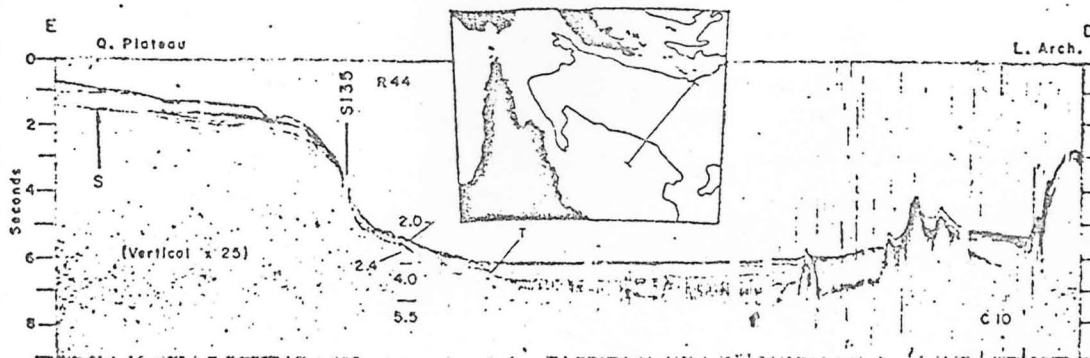 E
D
Q. Plateau
L. Arch.
0
S135
R44
2
S
4
Seconds
2.0
T
(Vertical x 25)
2.4
6
4.0
5.5
C10
8